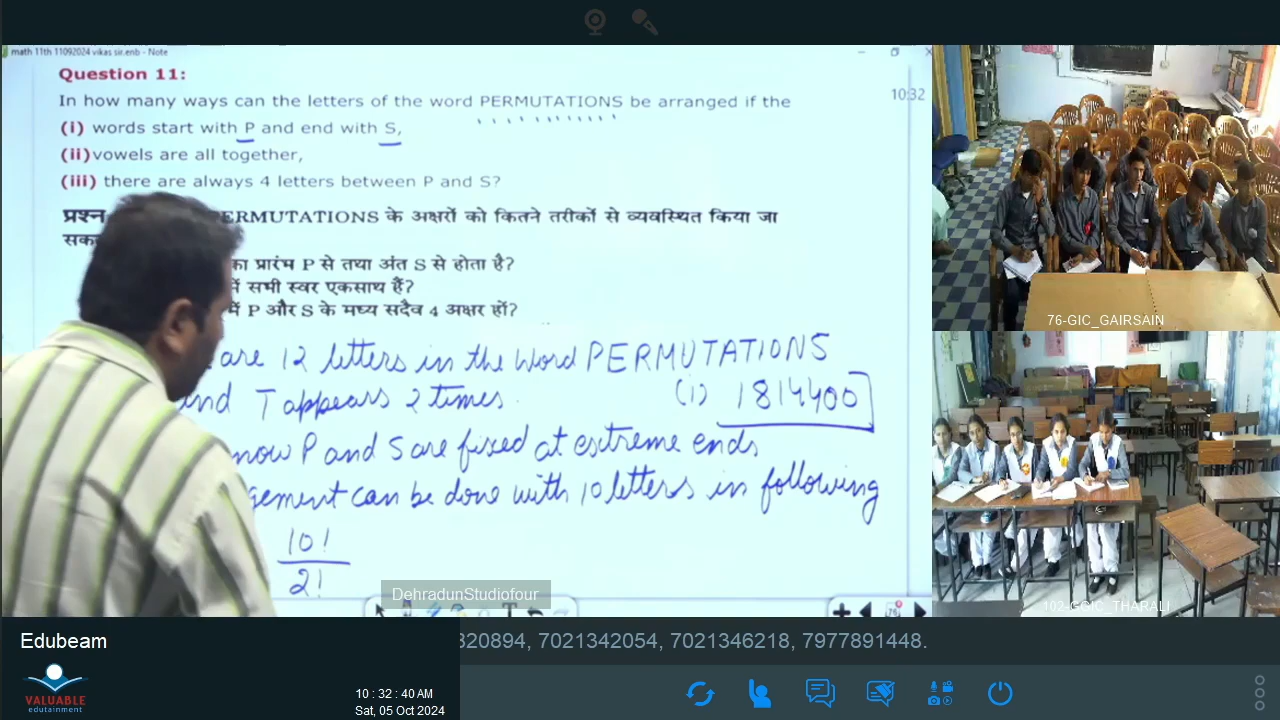 math 11th 11092024 vikas sir.enb - Note
Question 11:
10:32
In how many ways can the letters of the word PERMUTATIONS be arranged if the
(i) words start with P and end with S,
(ii)vowels are all together,
(iii) there are always 4 letters between P and S?
प्रश्न ERMUTATIONS के अक्षरों को कितने तरीकों से व्यवस्थित किया जा
सक
का प्रारंभ P से तथा अंत S से होता है?
में सभी स्वर एकसाथ हैं?
में P और S के मध्य सदैव 4 अक्षर हों?
are 12 letters in the word PERMUTATIONS
and T appears 2 times.
(i) 1814400
now P and S are fixed at extreme ends
gement can be done with 10 letters in following
10!
2!
DehradunStudiofour
76-GIC_GAIRSAIN
102-GGIC_THARALI
Edubeam
320894, 7021342054, 7021346218, 7977891448.
VALUABLE
edutainment
10 : 32 : 40 AM
Sat, 05 Oct 2024